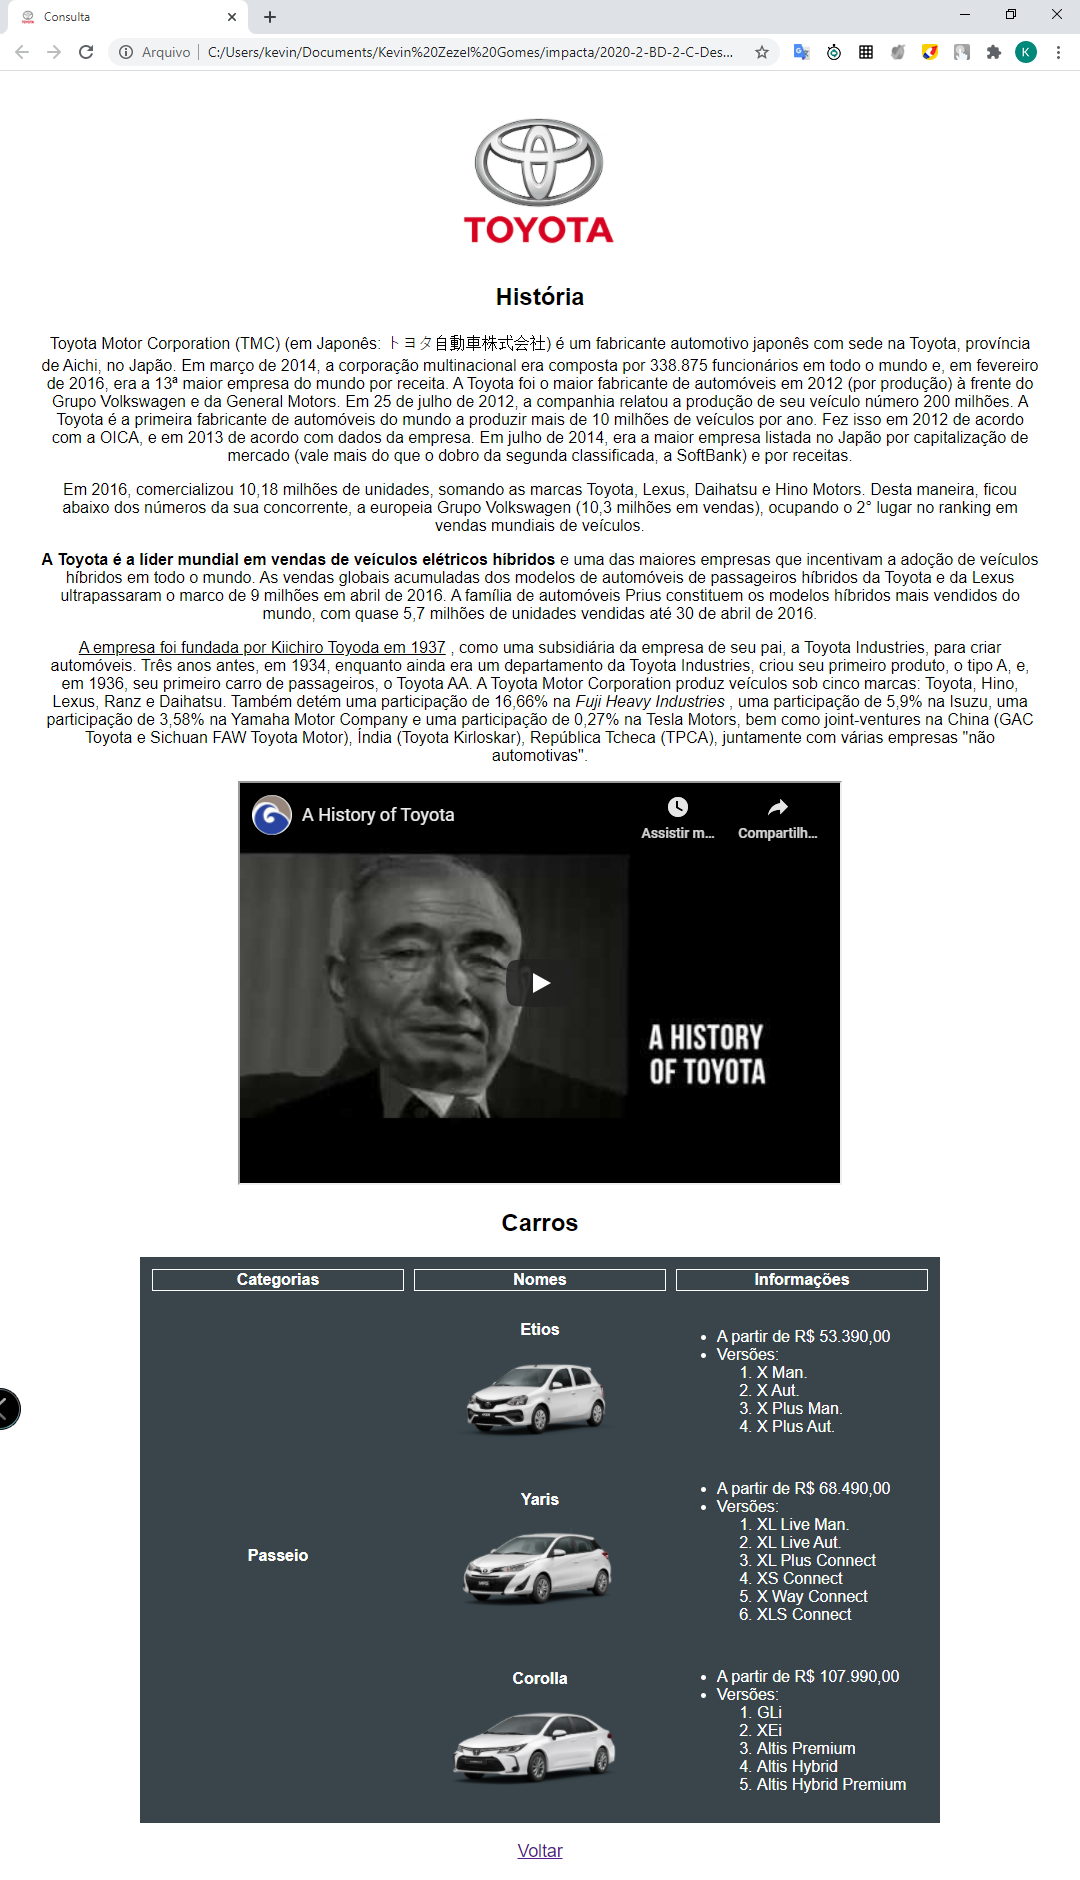 Consulta
Arquivo | C:/Users/kevin/Documents/Kevin%20Zezel%20Gomes/impacta/2020-2-BD-2-C-Des...
K
TOYOTA
História
Toyota Motor Corporation (TMC) (em Japonês: トヨタ自動車株式会社) é um fabricante automotivo japonês com sede na Toyota, província
de Aichi, no Japão. Em março de 2014, a corporação multinacional era composta por 338.875 funcionários em todo o mundo e, em fevereiro
de 2016, era a 13ª maior empresa do mundo por receita. A Toyota foi o maior fabricante de automóveis em 2012 (por produção) à frente do
Grupo Volkswagen e da General Motors. Em 25 de julho de 2012, a companhia relatou a produção de seu veículo número 200 milhões. A
Toyota é a primeira fabricante de automóveis do mundo a produzir mais de 10 milhões de veículos por ano. Fez isso em 2012 de acordo
com a OICA, e em 2013 de acordo com dados da empresa. Em julho de 2014, era a maior empresa listada no Japão por capitalização de
mercado (vale mais do que o dobro da segunda classificada, a SoftBank) e por receitas.
Em 2016, comercializou 10,18 milhões de unidades, somando as marcas Toyota, Lexus, Daihatsu e Hino Motors. Desta maneira, ficou
abaixo dos números da sua concorrente, a europeia Grupo Volkswagen (10,3 milhões em vendas), ocupando o 2° lugar no ranking em
vendas mundiais de veículos.
A Toyota é a líder mundial em vendas de veículos elétricos híbridos e uma das maiores empresas que incentivam a adoção de veículos
híbridos em todo o mundo. As vendas globais acumuladas dos modelos de automóveis de passageiros híbridos da Toyota e da Lexus
ultrapassaram o marco de 9 milhões em abril de 2016. A família de automóveis Prius constituem os modelos híbridos mais vendidos do
mundo, com quase 5,7 milhões de unidades vendidas até 30 de abril de 2016.
A empresa foi fundada por Kiichiro Toyoda em 1937 , como uma subsidiária da empresa de seu pai, a Toyota Industries, para criar
automóveis. Três anos antes, em 1934, enquanto ainda era um departamento da Toyota Industries, criou seu primeiro produto, o tipo A, e,
em 1936, seu primeiro carro de passageiros, o Toyota AA. A Toyota Motor Corporation produz veículos sob cinco marcas: Toyota, Hino,
Lexus, Ranz e Daihatsu. Também detém uma participação de 16,66% na Fuji Heavy Industries , uma participação de 5,9% na Isuzu, uma
participação de 3,58% na Yamaha Motor Company e uma participação de 0,27% na Tesla Motors, bem como joint-ventures na China (GAC
Toyota e Sichuan FAW Toyota Motor), Índia (Toyota Kirloskar), República Tcheca (TPCA), juntamente com várias empresas "não
automotivas".
A History of Toyota
Assistir m... Compartilh...
A HISTORY
OF TOYOTA
Carros
Categorias Nomes Informações
Passeio
Etios
• A partir de R$ 53.390,00
• Versões:
1. X Man.
2. X Aut.
3. X Plus Man.
4. X Plus Aut.
Yaris
• A partir de R$ 68.490,00
• Versões:
1. XL Live Man.
2. XL Live Aut.
3. XL Plus Connect
4. XS Connect
5. X Way Connect
6. XLS Connect
Corolla
• A partir de R$ 107.990,00
• Versões:
1. GLi
2. XEi
3. Altis Premium
4. Altis Hybrid
5. Altis Hybrid Premium
Voltar